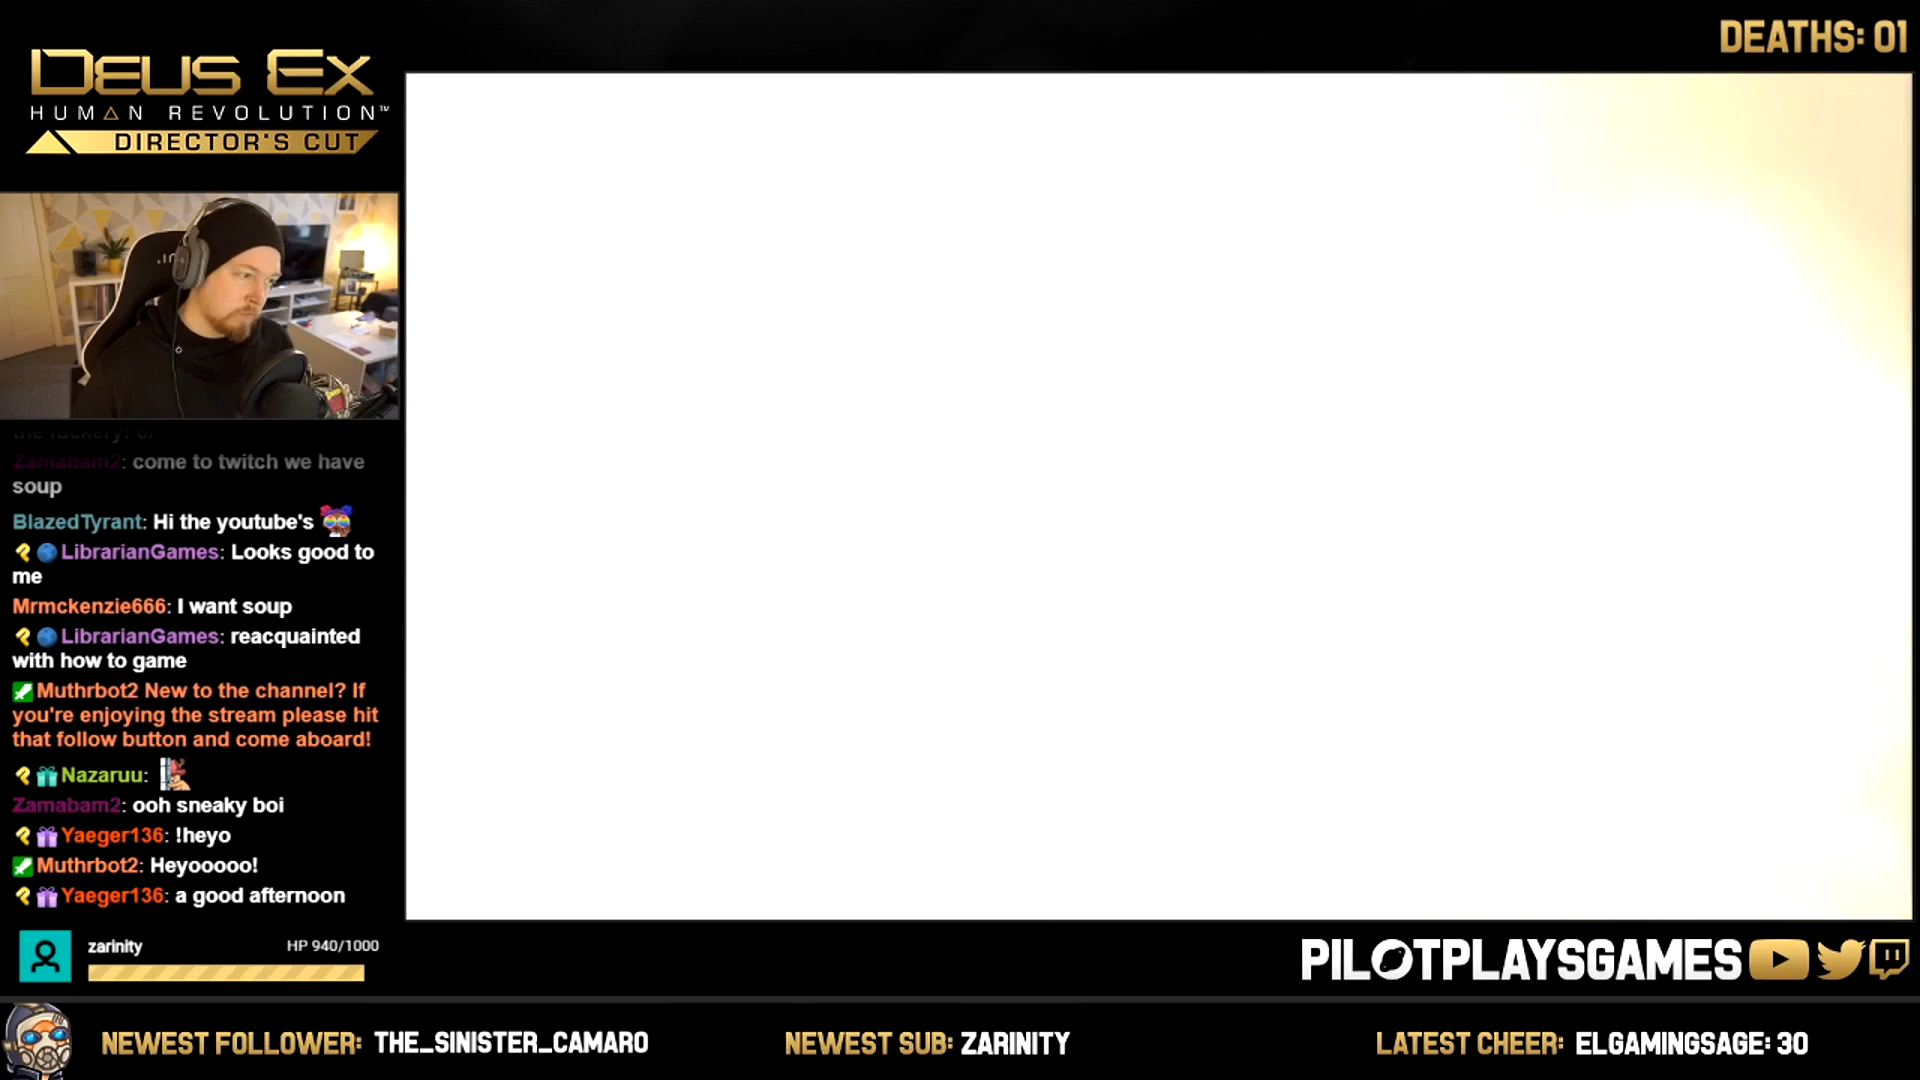 DEATHS: 01
DEUS EX
HUMAN REVOLUTION™
DIRECTOR'S CUT
Zamabam2: come to twitch we have
soup
BlazedTyrant: Hi the youtube's
LibrarianGames: Looks good to
me
Mrmckenzie666: I want soup
LibrarianGames: reacquainted
with how to game
Muthrbot2 New to the channel? If
you're enjoying the stream please hit
that follow button and come aboard!
Nazaruu:
Zamabam2: ooh sneaky boi
Yaeger136: !heyo
Muthrbot2: Heyooooo!
Yaeger136: a good afternoon
zarinity HP 940/1000
PILOTPLAYSGAMES
NEWEST FOLLOWER: THE_SINISTER_CAMARO NEWEST SUB: ZARINITY LATEST CHEER: ELGAMINGSAGE: 30